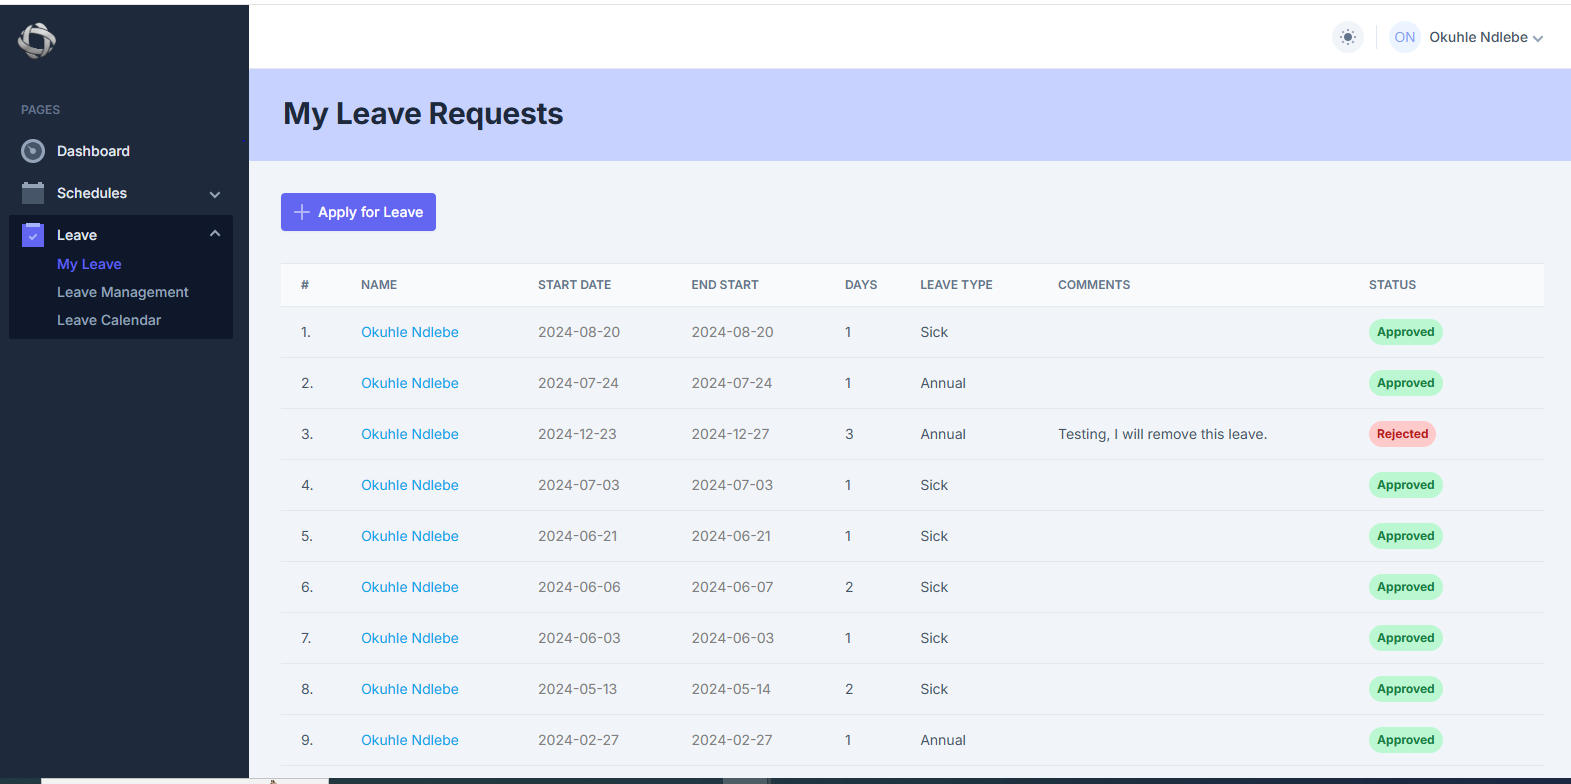 ON Okuhle Ndlebe
PAGES
Dashboard
Schedules
Leave
My Leave
Leave Management
Leave Calendar
My Leave Requests
Apply for Leave
# NAME START DATE END START DAYS LEAVE TYPE COMMENTS STATUS
1. Okuhle Ndlebe 2024-08-20 2024-08-20 1 Sick Approved
2. Okuhle Ndlebe 2024-07-24 2024-07-24 1 Annual Approved
3. Okuhle Ndlebe 2024-12-23 2024-12-27 3 Annual Testing, I will remove this leave. Rejected
4. Okuhle Ndlebe 2024-07-03 2024-07-03 1 Sick Approved
5. Okuhle Ndlebe 2024-06-21 2024-06-21 1 Sick Approved
6. Okuhle Ndlebe 2024-06-06 2024-06-07 2 Sick Approved
7. Okuhle Ndlebe 2024-06-03 2024-06-03 1 Sick Approved
8. Okuhle Ndlebe 2024-05-13 2024-05-14 2 Sick Approved
9. Okuhle Ndlebe 2024-02-27 2024-02-27 1 Annual Approved